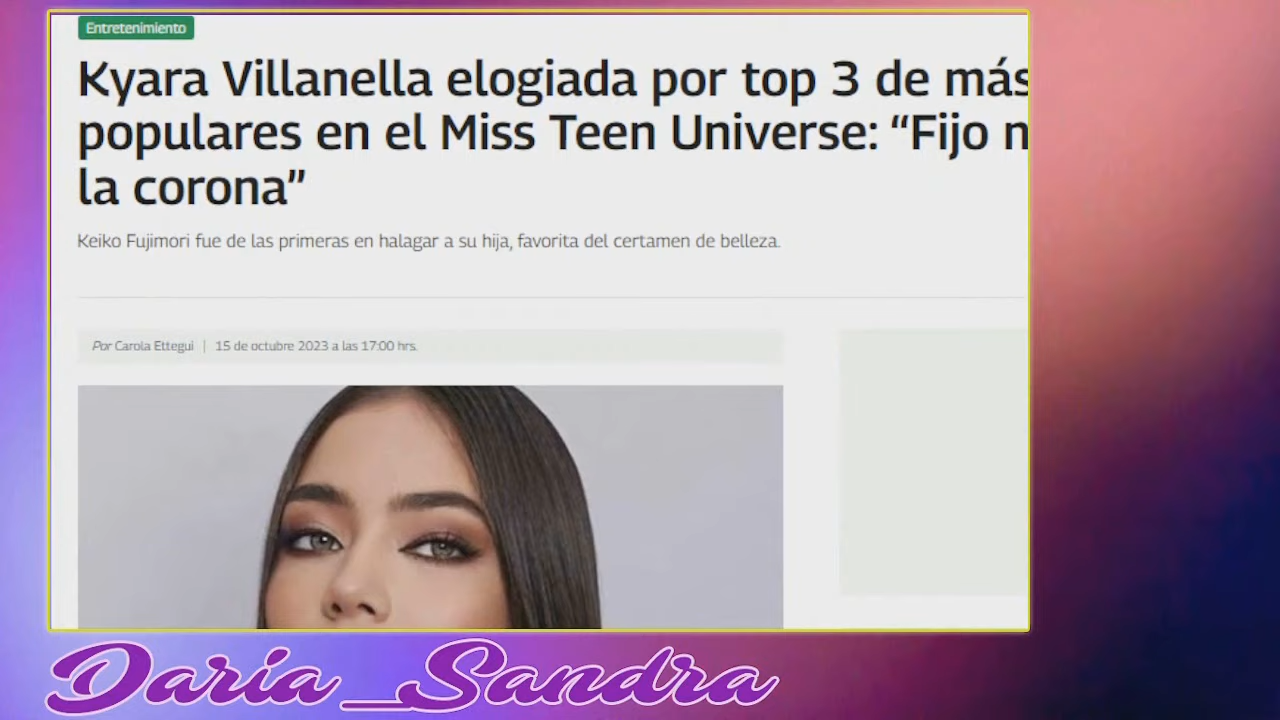 Entretenimiento
Kyara Villanella elogiada por top 3 de más
populares en el Miss Teen Universe: “Fijo n
la corona”
Keiko Fujimori fue de las primeras en halagar a su hija, favorita del certamen de belleza.
Por Carola Ettegui | 15 de octubre 2023 a las 17:00 hrs.
Daria_Sandra